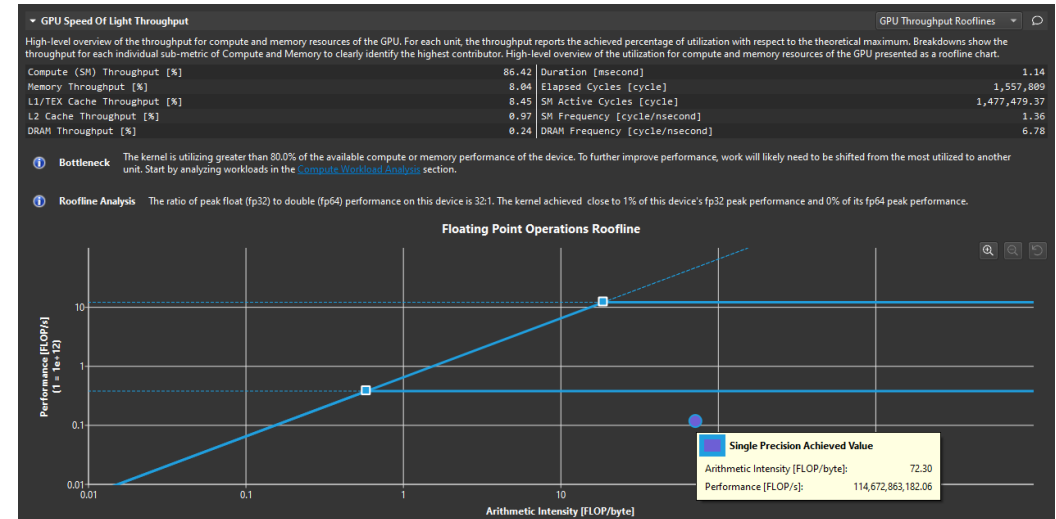 GPU Speed Of Light Throughput
GPU Throughput Rooflines
High-level overview of the throughput for compute and memory resources of the GPU. For each unit, the throughput reports the achieved percentage of utilization with respect to the theoretical maximum. Breakdowns show the
throughput for each individual sub-metric of Compute and Memory to clearly identify the highest contributor. High-level overview of the utilization for compute and memory resources of the GPU presented as a roofline chart.
Compute (SM) Throughput [%] 86.42 Duration [msecond] 1.14
Memory Throughput [%] 8.04 Elapsed Cycles [cycle] 1,557,809
L1/TEX Cache Throughput [%] 8.45 SM Active Cycles [cycle] 1,477,479.37
L2 Cache Throughput [%] 0.97 SM Frequency [cycle/nsecond] 1.36
DRAM Throughput [%] 0.24 DRAM Frequency [cycle/nsecond] 6.78
Bottleneck The kernel is utilizing greater than 80.0% of the available compute or memory performance of the device. To further improve performance, work will likely need to be shifted from the most utilized to another
unit. Start by analyzing workloads in the Compute Workload Analysis section.
Roofline Analysis The ratio of peak float (fp32) to double (fp64) performance on this device is 32:1. The kernel achieved close to 1% of this device's fp32 peak performance and 0% of its fp64 peak performance.
Floating Point Operations Roofline
Performance [FLOP/s]
(1 = 1e+12)
10
1
0.1
0.01
Single Precision Achieved Value
Arithmetic Intensity [FLOP/byte]: 72.30
Performance [FLOP/s]: 114,672,863,182.06
0.01 0.1 1 10
Arithmetic Intensity [FLOP/byte]